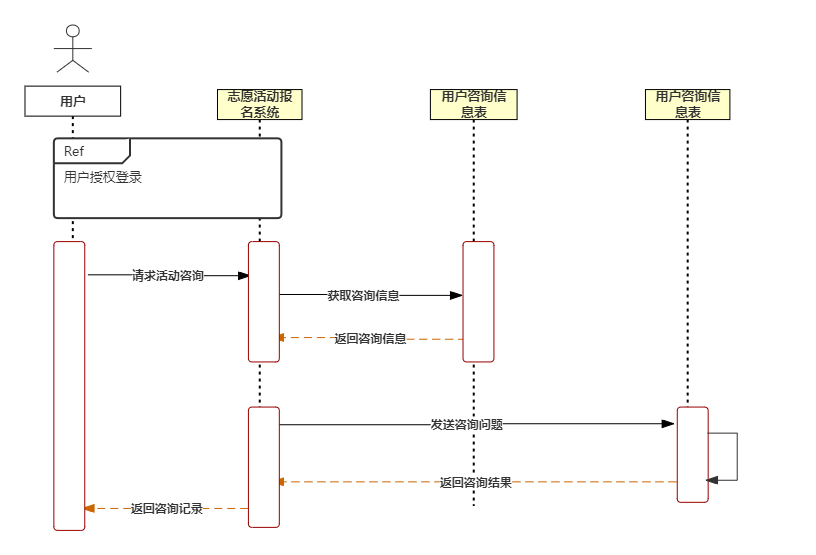 用户
志愿活动报
名系统
用户咨询信
息表
用户咨询信
息表
Ref
用户授权登录
请求活动咨询
获取咨询信息
返回咨询信息
发送咨询问题
返回咨询结果
返回咨询记录